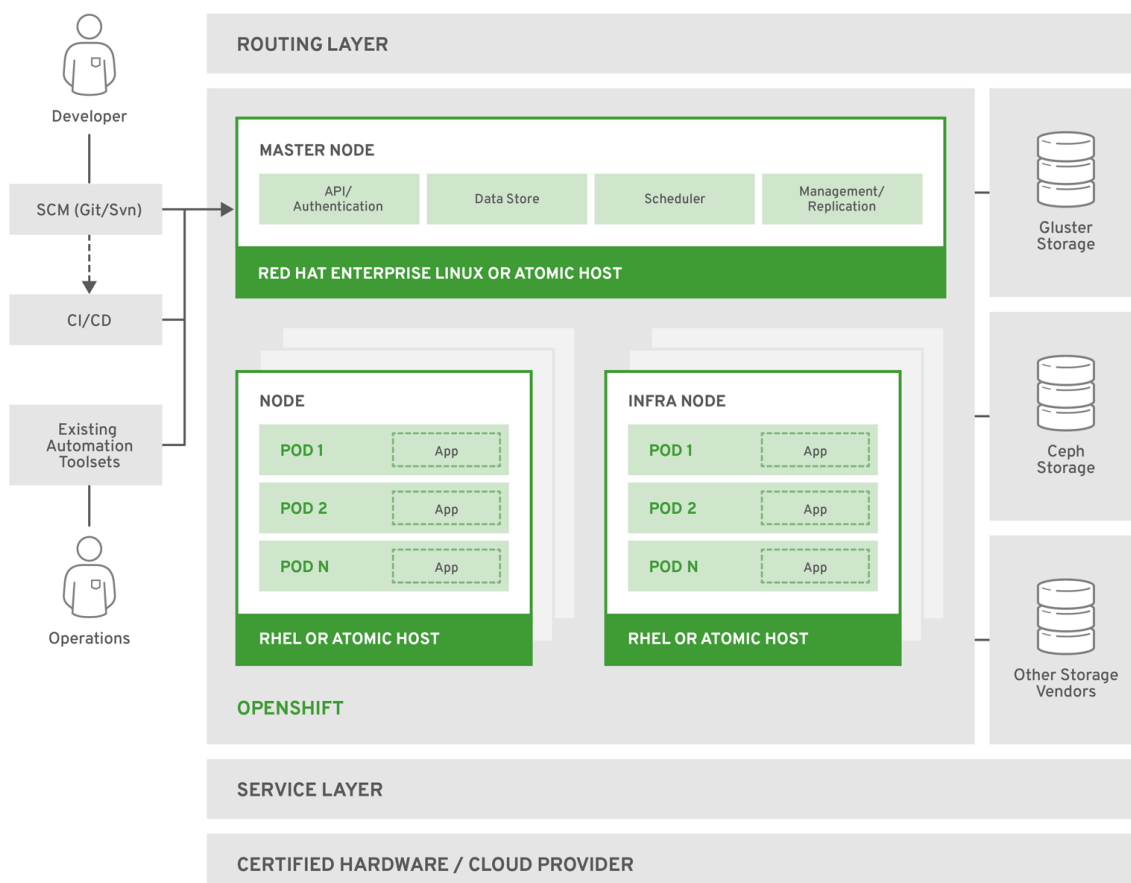 ROUTING LAYER
Developer
SCM (Git/Svn)
CI/CD
Existing
Automation
Toolsets
Operations
MASTER NODE
API/
Authentication
Data Store
Scheduler
Management/
Replication
RED HAT ENTERPRISE LINUX OR ATOMIC HOST
NODE
POD 1
App
POD 2
App
POD N
App
RHEL OR ATOMIC HOST
INFRA NODE
POD 1
App
POD 2
App
POD N
App
RHEL OR ATOMIC HOST
OPENSHIFT
Gluster
Storage
Ceph
Storage
Other Storage
Vendors
SERVICE LAYER
CERTIFIED HARDWARE / CLOUD PROVIDER